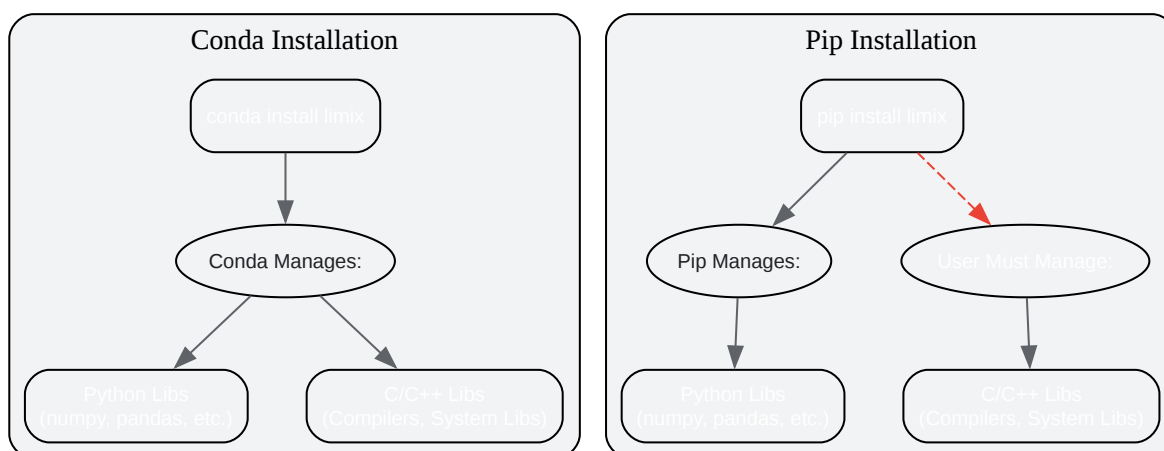 Conda Installation
conda install limix
Conda Manages:
Python Libs
(numpy, pandas, etc.)
C/C++ Libs
(Compilers, System Libs)
Pip Installation
pip install limix
Pip Manages:
User Must Manage:
Python Libs
(numpy, pandas, etc.)
C/C++ Libs
(Compilers, System Libs)